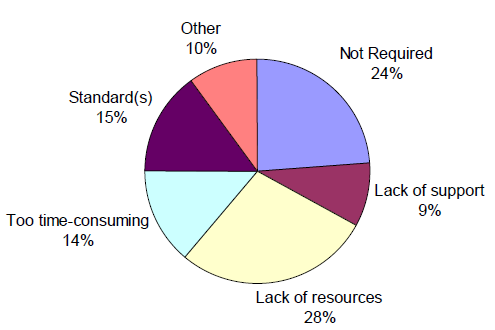 Other
10%
Not Required
24%
Standard(s)
15%
Lack of support
9%
Too time-consuming
14%
Lack of resources
28%